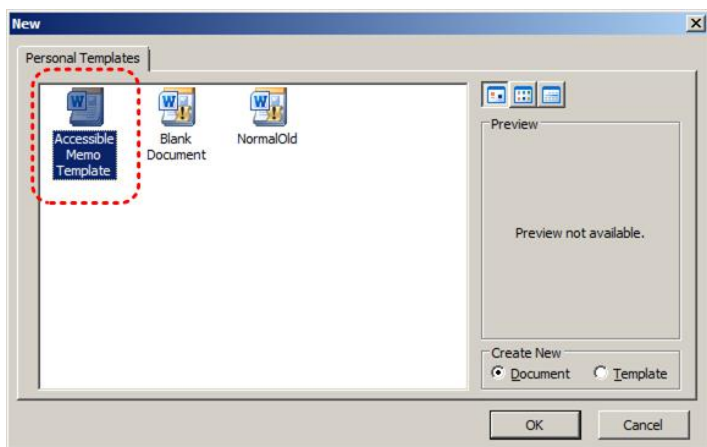 New
Personal Templates
Accessible
Memo
Template
Blank
Document
NormalOld
Preview
Preview not available.
Create New
Document
Template
OK
Cancel